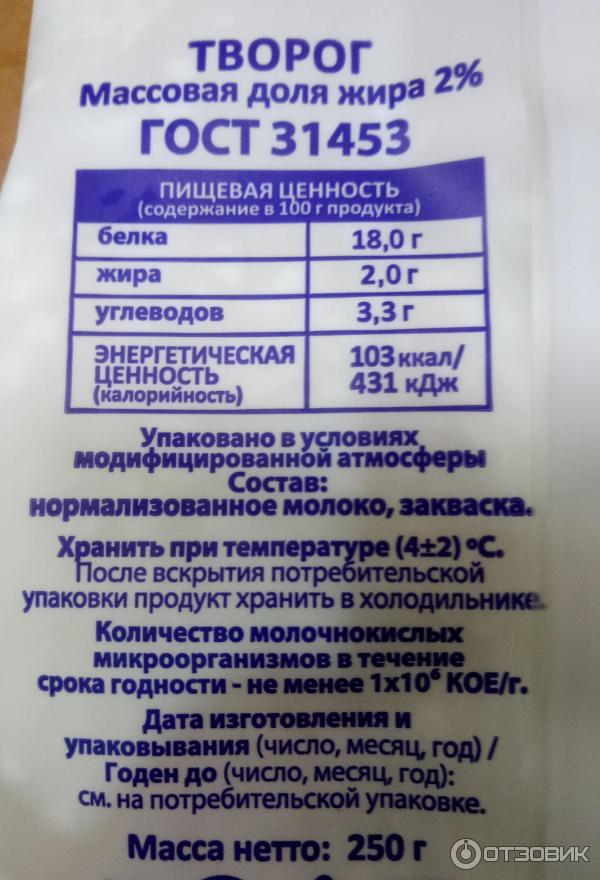 ТВОРОГ
Массовая доля жира 2%
ГОСТ 31453
ПИЩЕВАЯ ЦЕННОСТЬ
(содержание в 100 г продукта)
белка 18,0 г
жира 2,0 г
углеводов 3,3 г
ЭНЕРГЕТИЧЕСКАЯ 103 ккал/
ЦЕННОСТЬ 431 кДж
(калорийность)
Упаковано в условиях
модифицированной атмосферы
Состав:
нормализованное молоко, закваска.
Хранить при температуре (4±2) °С.
После вскрытия потребительской
упаковки продукт хранить в холодильнике.
Количество молочнокислых
микроорганизмов в течение
срока годности - не менее 1х10⁶ КОЕ/г.
Дата изготовления и
упаковывания (число, месяц, год) /
Годен до (число, месяц, год):
см. на потребительской упаковке.
Масса нетто: 250 г
ОТЗОВИК